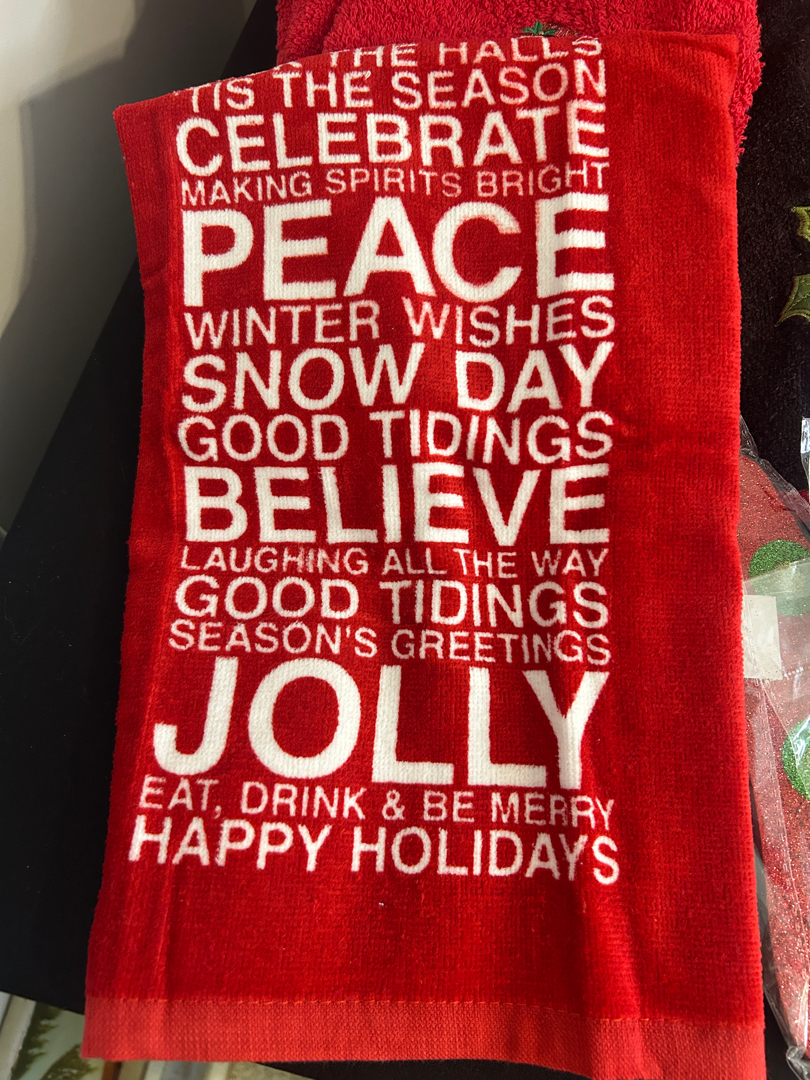 THE HALLS
'TIS THE SEASON
CELEBRATE
MAKING SPIRITS BRIGHT
PEACE
WINTER WISHES
SNOW DAY
GOOD TIDINGS
BELIEVE
LAUGHING ALL THE WAY
GOOD TIDINGS
SEASON'S GREETINGS
JOLLY
EAT, DRINK & BE MERRY
HAPPY HOLIDAYS